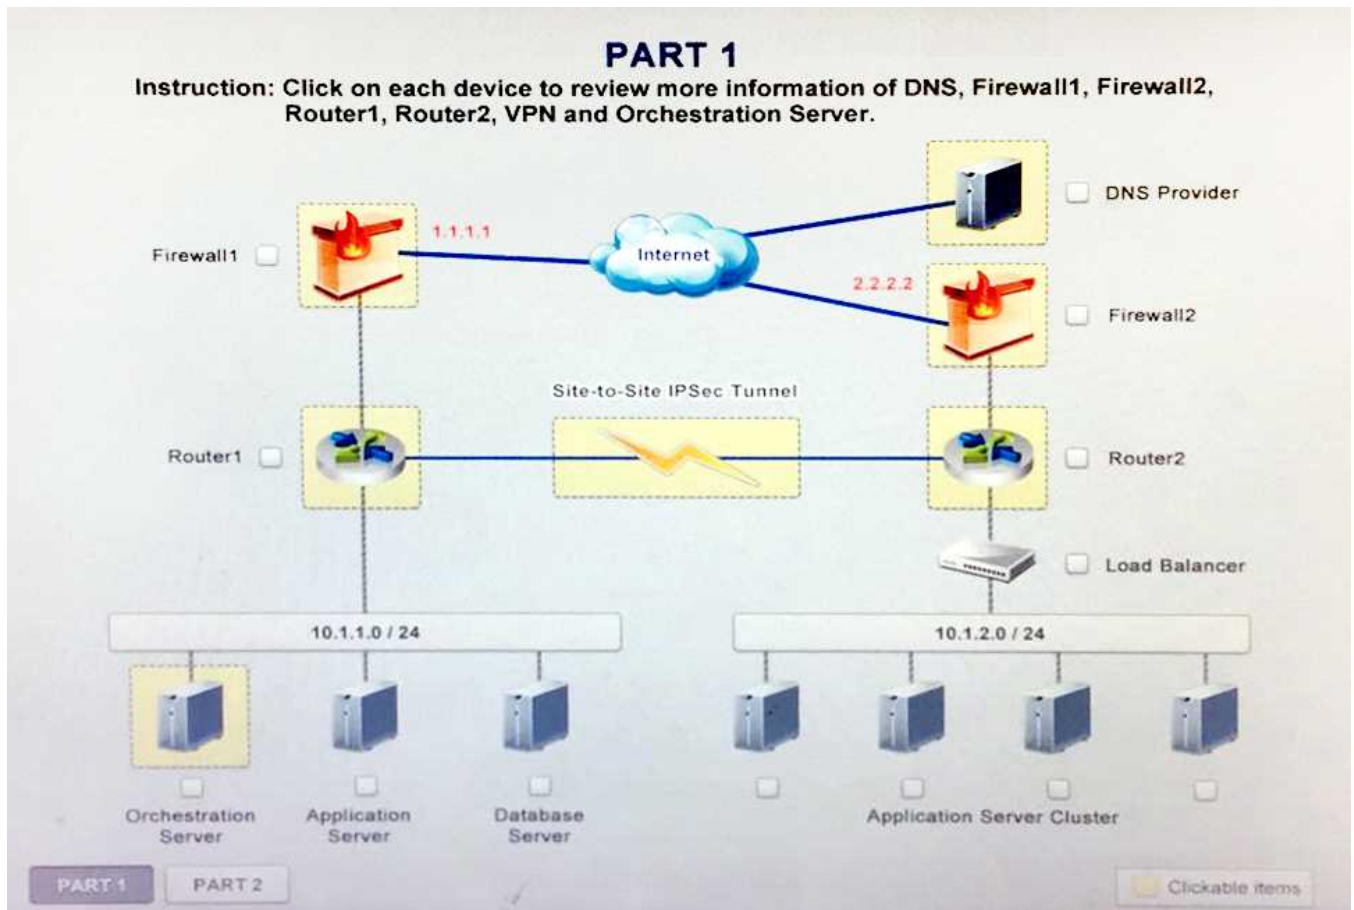 PART 1
Instruction: Click on each device to review more information of DNS, Firewall1, Firewall2,
Router1, Router2, VPN and Orchestration Server.
DNS Provider
1.1.1.1
Firewall1
Internet
2.2.2.2
Firewall2
Site-to-Site IPSec Tunnel
Router1
Router2
Load Balancer
10.1.1.0 / 24
10.1.2.0 / 24
Orchestration
Server
Application
Server
Database
Server
Application Server Cluster
PART 1
PART 2
Clickable items